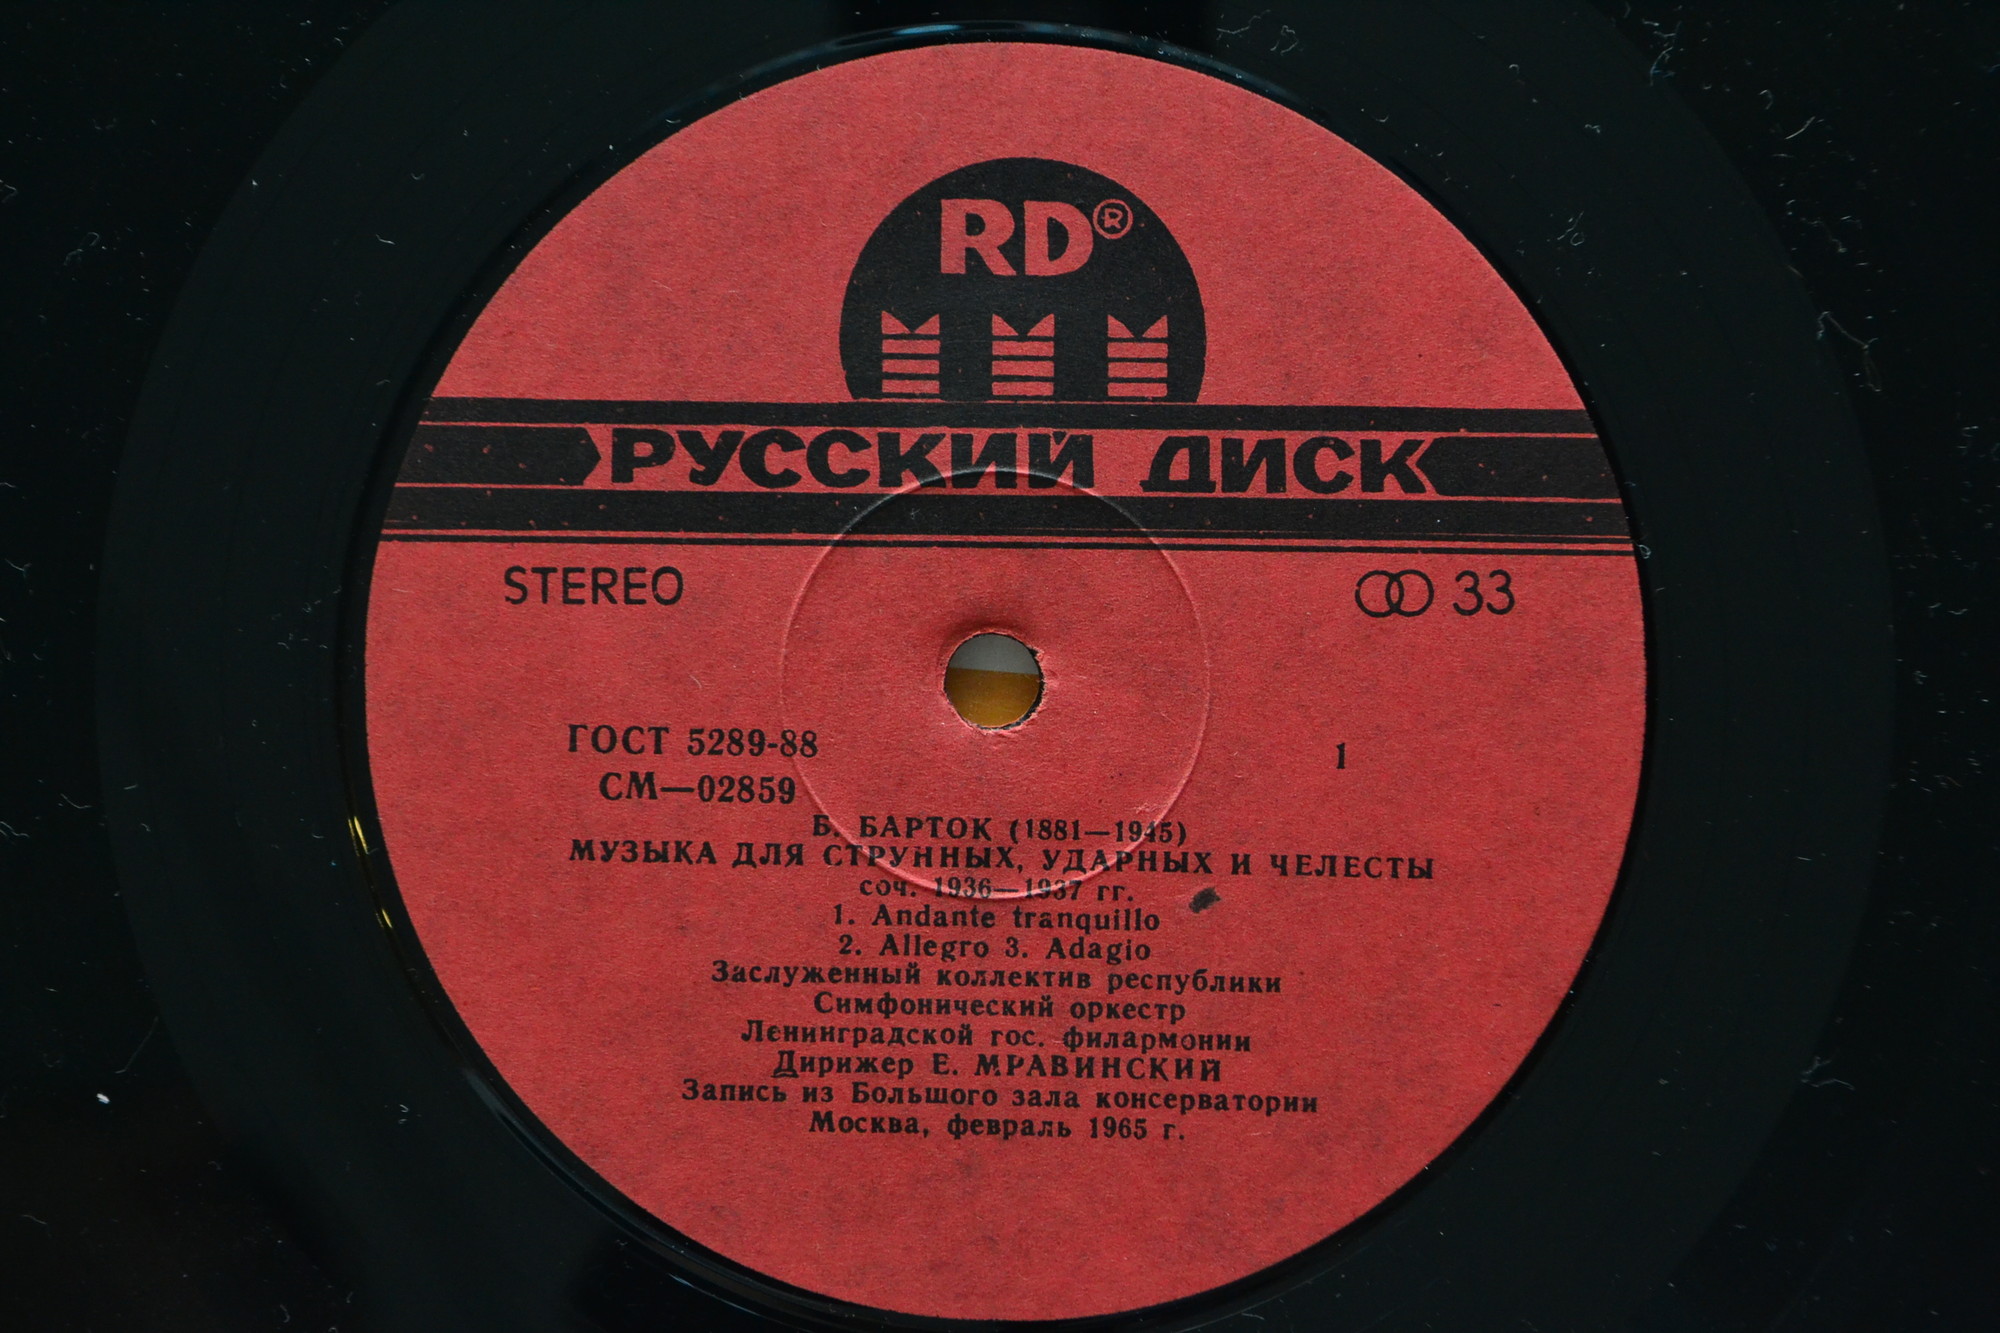 RD®
РУССКИЙ ДИСК
STEREO 33
ГОСТ 5289-88
СМ—02859 1
Б. БАРТОК (1881—1945)
МУЗЫКА ДЛЯ СТРУННЫХ, УДАРНЫХ И ЧЕЛЕСТЫ
соч. 1936—1937 гг.
1. Andante tranquillo
2. Allegro 3. Adagio
Заслуженный коллектив республики
Симфонический оркестр
Ленинградской гос. филармонии
Дирижер Е. МРАВИНСКИЙ
Запись из Большого зала консерватории
Москва, февраль 1965 г.